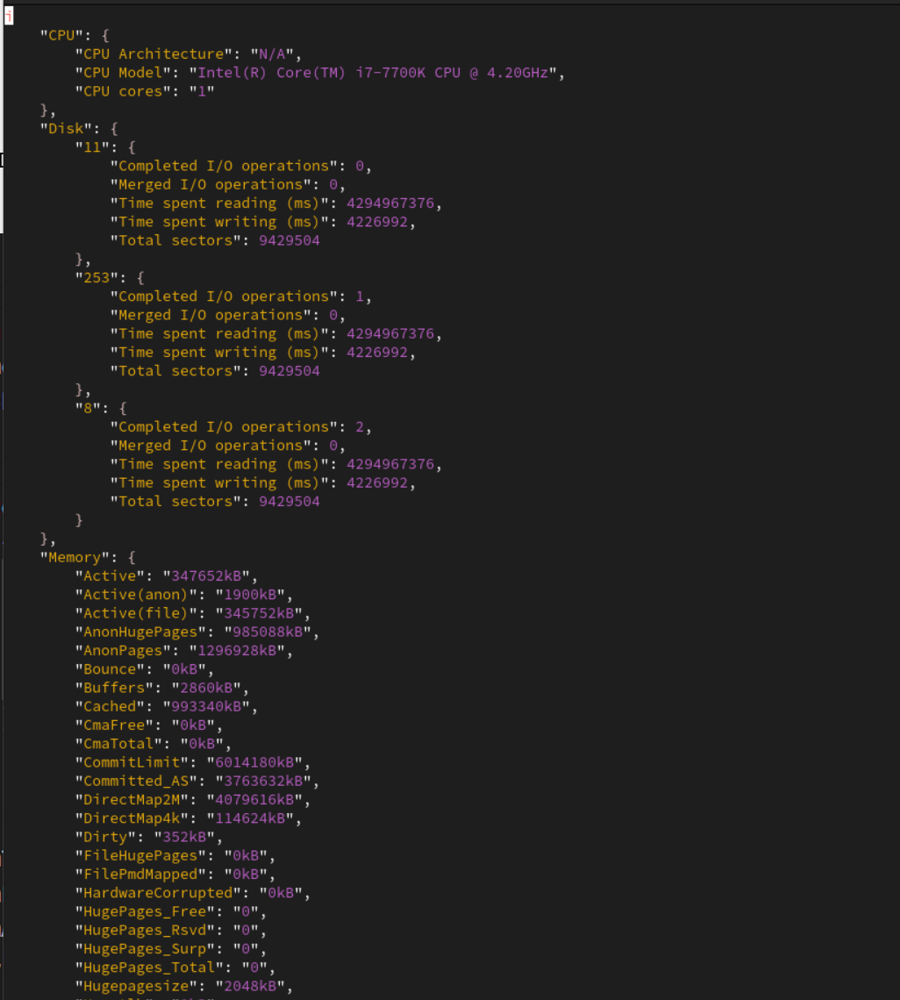 i
"CPU": {
"CPU Architecture": "N/A",
"CPU Model": "Intel(R) Core(TM) i7-7700K CPU @ 4.20GHz",
"CPU cores": "1"
},
"Disk": {
"11": {
"Completed I/O operations": 0,
"Merged I/O operations": 0,
"Time spent reading (ms)": 4294967376,
"Time spent writing (ms)": 4226992,
"Total sectors": 9429504
},
"253": {
"Completed I/O operations": 1,
"Merged I/O operations": 0,
"Time spent reading (ms)": 4294967376,
"Time spent writing (ms)": 4226992,
"Total sectors": 9429504
},
"8": {
"Completed I/O operations": 2,
"Merged I/O operations": 0,
"Time spent reading (ms)": 4294967376,
"Time spent writing (ms)": 4226992,
"Total sectors": 9429504
}
},
"Memory": {
"Active": "347652kB",
"Active(anon)": "1900kB",
"Active(file)": "345752kB",
"AnonHugePages": "985088kB",
"AnonPages": "1296928kB",
"Bounce": "0kB",
"Buffers": "2860kB",
"Cached": "993340kB",
"CmaFree": "0kB",
"CmaTotal": "0kB",
"CommitLimit": "6014180kB",
"Committed_AS": "3763632kB",
"DirectMap2M": "4079616kB",
"DirectMap4k": "114624kB",
"Dirty": "352kB",
"FileHugePages": "0kB",
"FilePmdMapped": "0kB",
"HardwareCorrupted": "0kB",
"HugePages_Free": "0",
"HugePages_Rsvd": "0",
"HugePages_Surp": "0",
"HugePages_Total": "0",
"Hugepagesize": "2048kB",